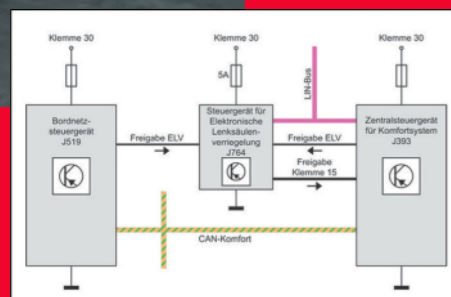 Klemme 30
Klemme 30
Klemme 30
5A
LIN-Bus
Bordnetz-
steuergerät
J519
Freigabe ELV
Steuergerät für
Elektronische
Lenksäulen-
verriegelung
J764
Freigabe ELV
Freigabe
Klemme 15
Zentralsteuergerät
für Komfortsystem
J393
CAN-Komfort